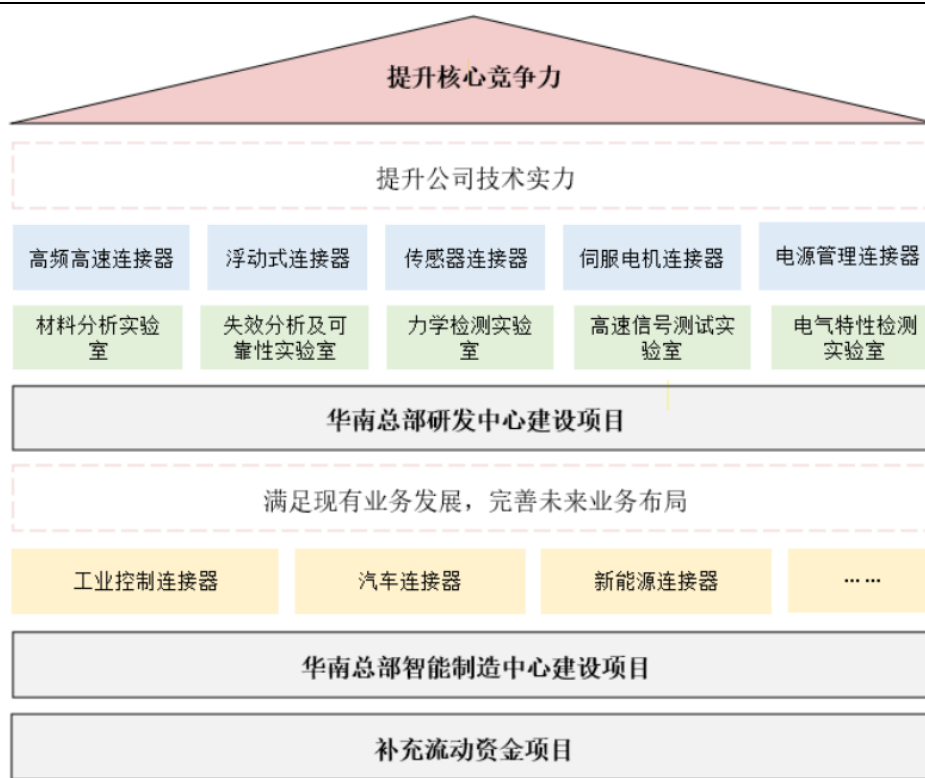 提升核心竞争力
提升公司技术实力
高频高速连接器 浮动式连接器 传感器连接器 伺服电机连接器 电源管理连接器
材料分析实验室 失效分析及可靠性实验室 力学检测实验室 高速信号测试实验室 电气特性检测实验室
华南总部研发中心建设项目
满足现有业务发展，完善未来业务布局
工业控制连接器 汽车连接器 新能源连接器 ……
华南总部智能制造中心建设项目
补充流动资金项目